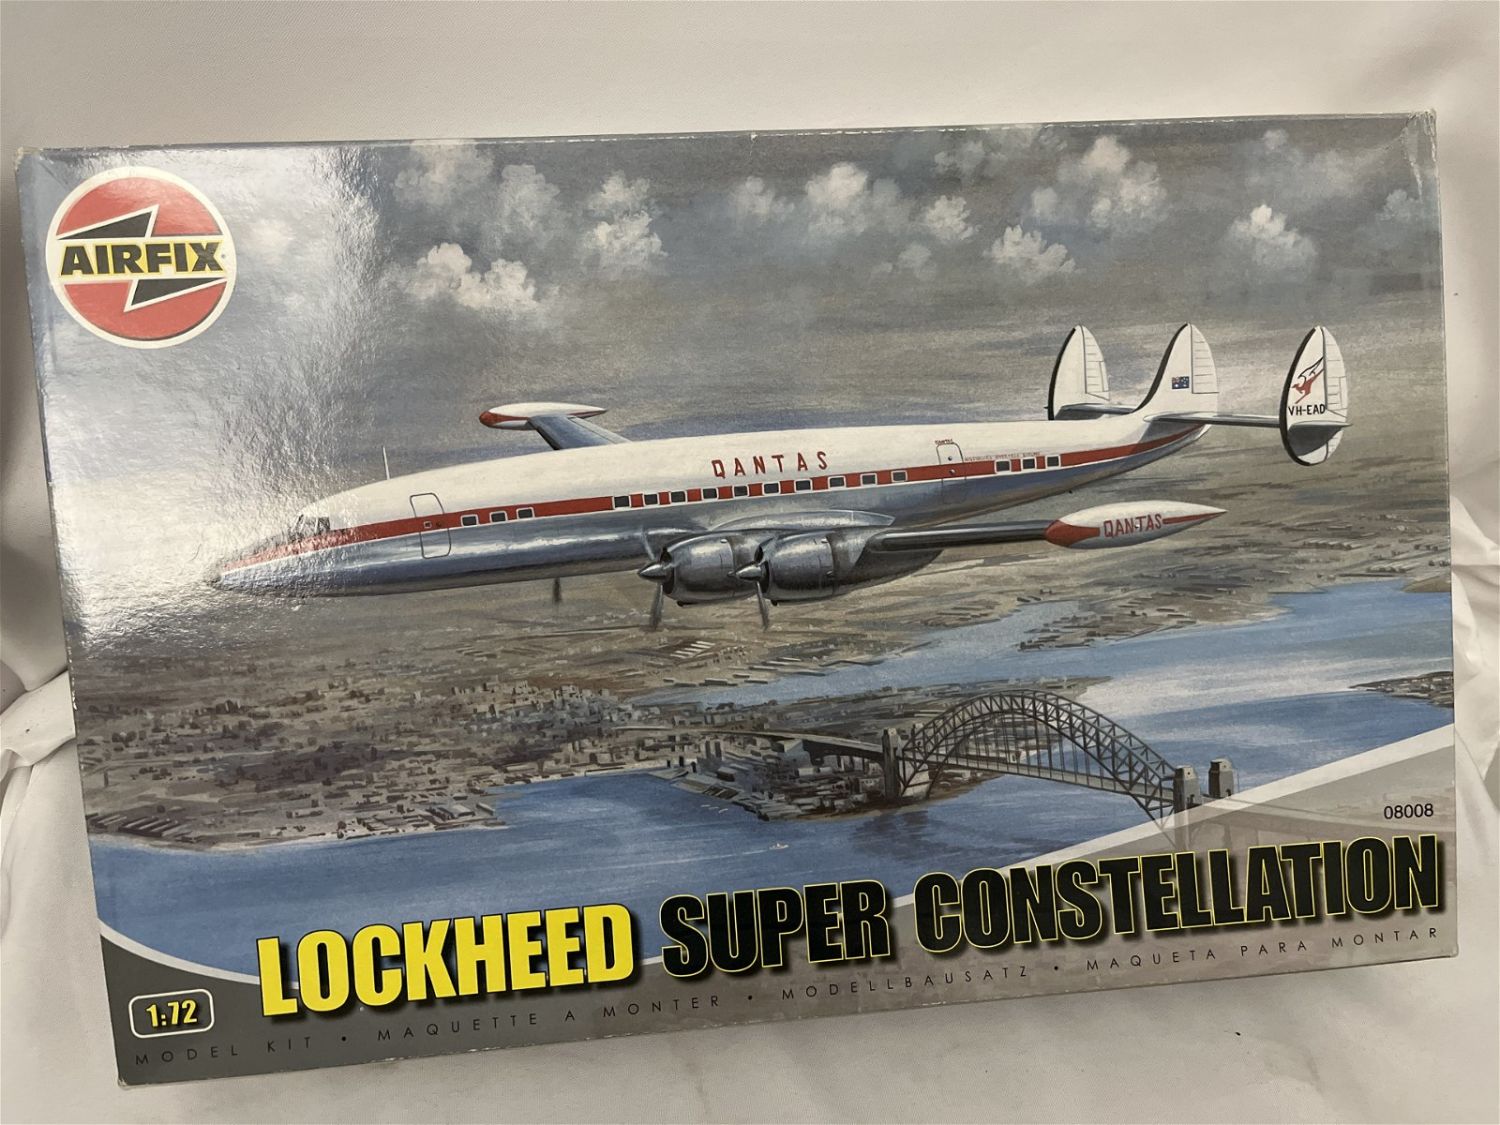 AIRFIX
QANTAS
QANTAS
VH-EAD
08008
LOCKHEED SUPER CONSTELLATION
1:72
MODEL KIT • MAQUETTE A MONTER • MODELLBAUSATZ • MAQUETA PARA MONTAR